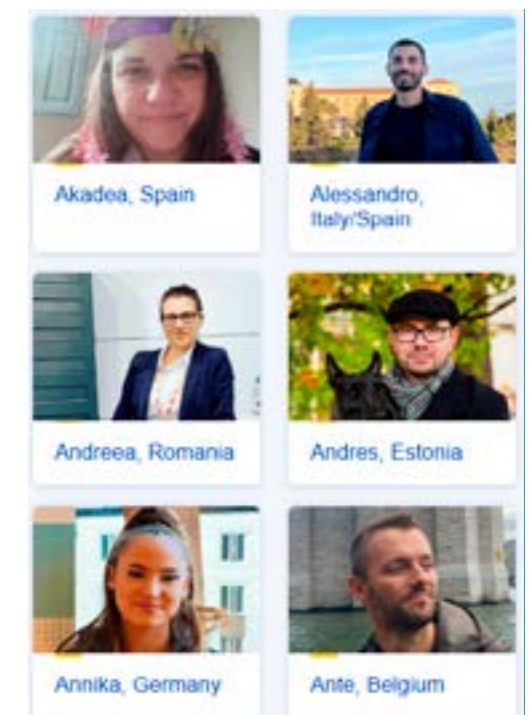 Akadea, Spain
Alessandro,
Italy/Spain
Andreea, Romania
Andres, Estonia
Annika, Germany
Ante, Belgium